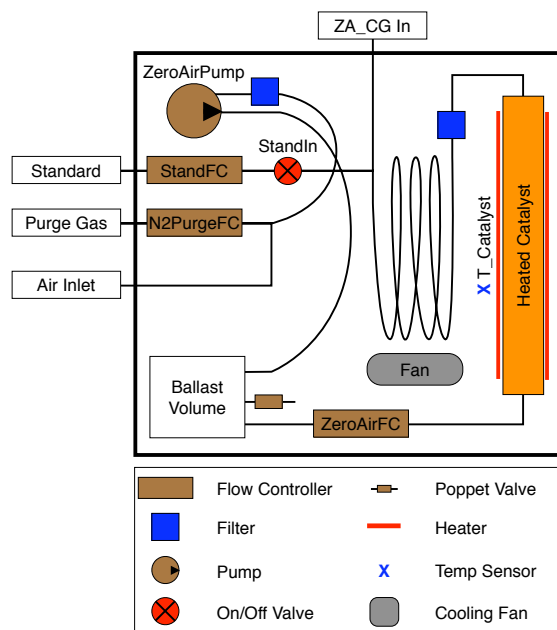 ZA_CG In
ZeroAirPump
StandIn
Standard
StandFC
Purge Gas
N2PurgeFC
Air Inlet
X T_Catalyst
Heated Catalyst
Fan
Ballast
Volume
ZeroAirFC
Flow Controller
Poppet Valve
Filter
Heater
Pump
X
Temp Sensor
On/Off Valve
Cooling Fan